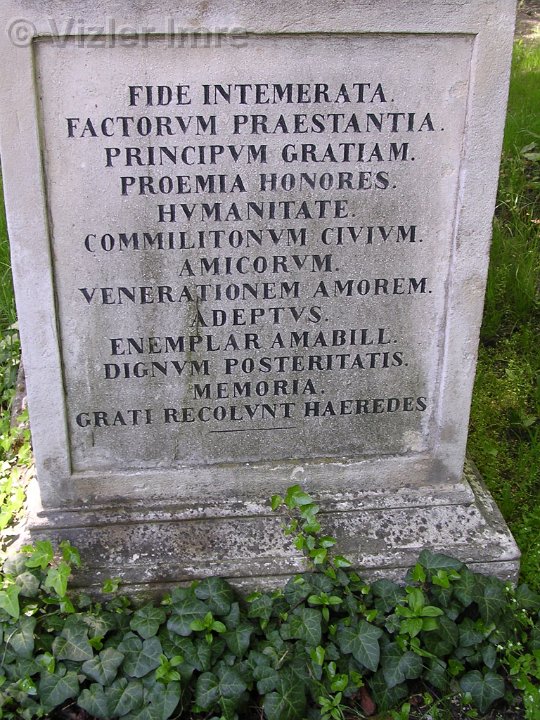 © Vizler Imre
FIDE INTEMERATA.
FACTORVM PRAESTANTIA.
PRINCIPVM GRATIAM.
PROEMIA HONORES.
HVMANITATE.
COMMILITONVM CIVIVM.
AMICORVM.
VENERATIONEM AMOREM.
ADEPTVS.
ENEMPLAR AMABILL.
DIGNVM POSTERITATIS.
MEMORIA.
GRATI RECOLVNT HAEREDES